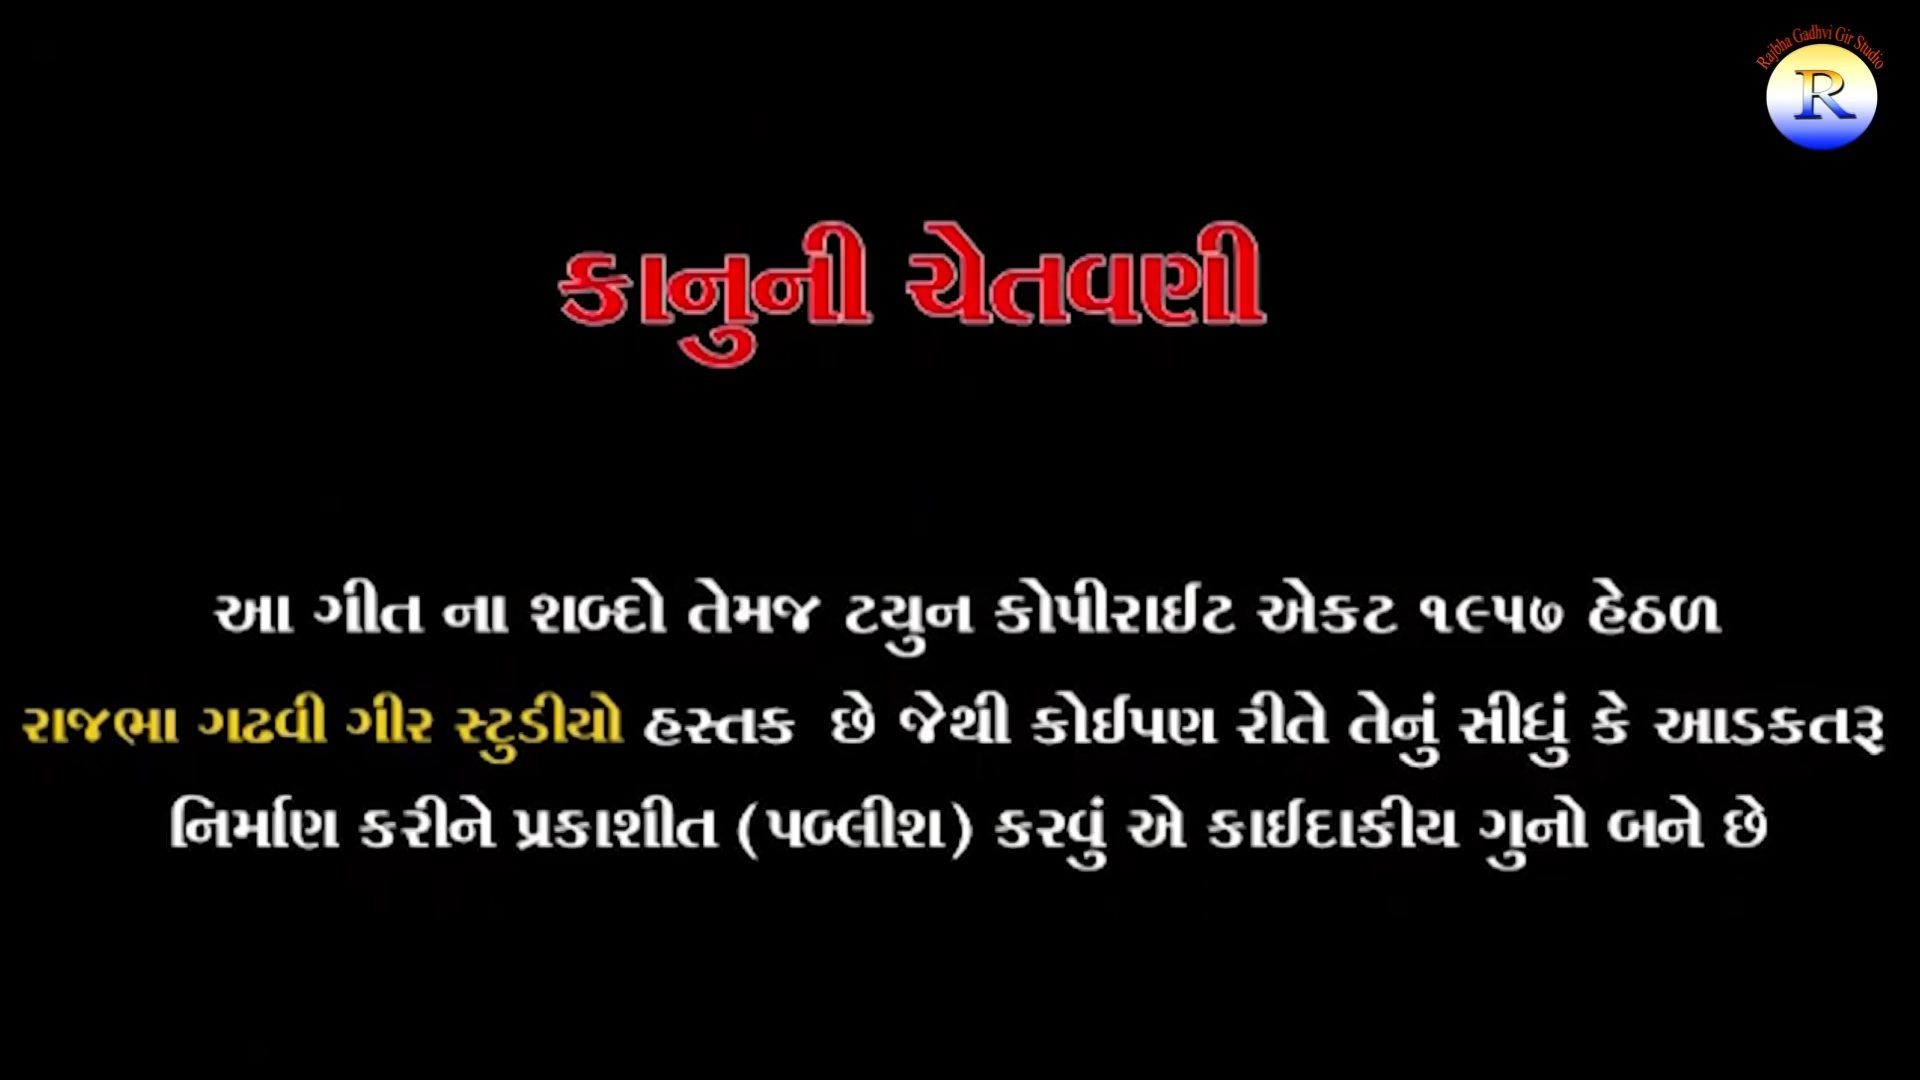 Rajbha Gadhvi Gir Studio
R
કાનુની ચેતવણી
આ ગીત ના શબ્દો તેમજ ટયુન કોપીરાઈટ એકટ ૧૯૫૭ હેઠળ
રાજભા ગઢવી ગીર સ્ટુડીયો હસ્તક છે જેથી કોઈપણ રીતે તેનું સીધું કે આડકતરૂ
નિર્માણ કરીને પ્રકાશીત (પબ્લીશ) કરવું એ કાઈદાકીય ગુનો બને છે